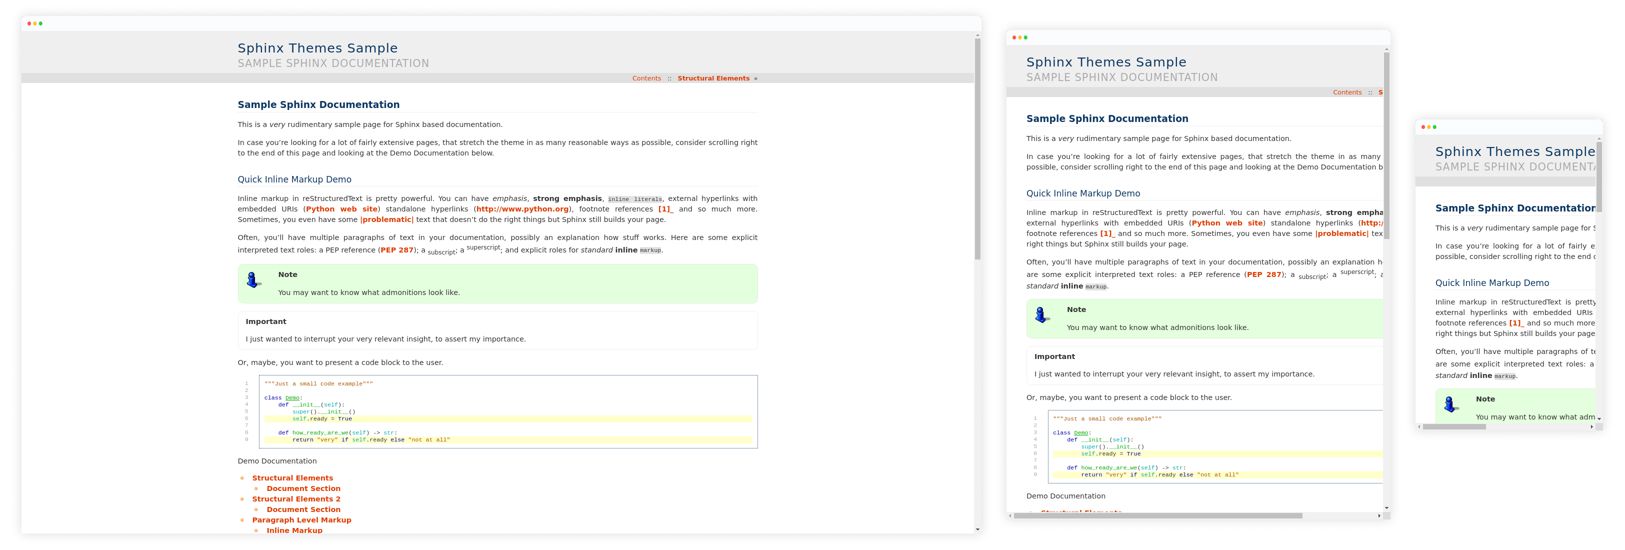 Sphinx Themes Sample
SAMPLE SPHINX DOCUMENTATION
Contents :: Structural Elements »
Sample Sphinx Documentation
This is a very rudimentary sample page for Sphinx based documentation.
In case you're looking for a lot of fairly extensive pages, that stretch the theme in as many reasonable ways as possible, consider scrolling right
to the end of this page and looking at the Demo Documentation below.
Quick Inline Markup Demo
Inline markup in reStructuredText is pretty powerful. You can have emphasis, strong emphasis, inline literals, external hyperlinks with
embedded URIs (Python web site) standalone hyperlinks (http://www.python.org), footnote references [1]_ and so much more.
Sometimes, you even have some |problematic| text that doesn't do the right things but Sphinx still builds your page.
Often, you'll have multiple paragraphs of text in your documentation, possibly an explanation how stuff works. Here are some explicit
interpreted text roles: a PEP reference (PEP 287); a subscript; a superscript, and explicit roles for standard inline markup.
Note
You may want to know what admonitions look like.
Important
I just wanted to interrupt your very relevant insight, to assert my importance.
Or, maybe, you want to present a code block to the user.
1 """Just a small code example"""
2
3 class Demo:
4 def __init__(self):
5 super().__init__()
6 self.ready = True
7
8 def how_ready_are_we(self) -> str:
9 return "very" if self.ready else "not at all"
Demo Documentation
Structural Elements
Document Section
Structural Elements 2
Document Section
Paragraph Level Markup
Inline Markup
Sphinx Themes Sample
SAMPLE SPHINX DOCUMENTATION
Contents :: S
Sample Sphinx Documentation
This is a very rudimentary sample page for Sphinx based documentation.
In case you're looking for a lot of fairly extensive pages, that stretch the theme in as many
possible, consider scrolling right to the end of this page and looking at the Demo Documentation b
Quick Inline Markup Demo
Inline markup in reStructuredText is pretty powerful. You can have emphasis, strong empha
external hyperlinks with embedded URIs (Python web site) standalone hyperlinks (http:/
footnote references [1]_ and so much more. Sometimes, you even have some |problematic| tex
right things but Sphinx still builds your page.
Often, you'll have multiple paragraphs of text in your documentation, possibly an explanation h
are some explicit interpreted text roles: a PEP reference (PEP 287); a subscript; a superscript, a
standard inline markup.
Note
You may want to know what admonitions look like.
Important
I just wanted to interrupt your very relevant insight, to assert my importance.
Or, maybe, you want to present a code block to the user.
1 """Just a small code example"""
2
3 class Demo:
4 def __init__(self):
5 super().__init__()
6 self.ready = True
7
8 def how_ready_are_we(self) -> str:
9 return "very" if self.ready else "not at all"
Demo Documentation
Sphinx Themes Sample
SAMPLE SPHINX DOCUMENTA
Sample Sphinx Documentation
This is a very rudimentary sample page for S
In case you're looking for a lot of fairly e
possible, consider scrolling right to the end o
Quick Inline Markup Demo
Inline markup in reStructuredText is pretty
external hyperlinks with embedded URIs
footnote references [1]_ and so much more
right things but Sphinx still builds your page
Often, you'll have multiple paragraphs of te
are some explicit interpreted text roles: a
standard inline markup.
Note
You may want to know what adm